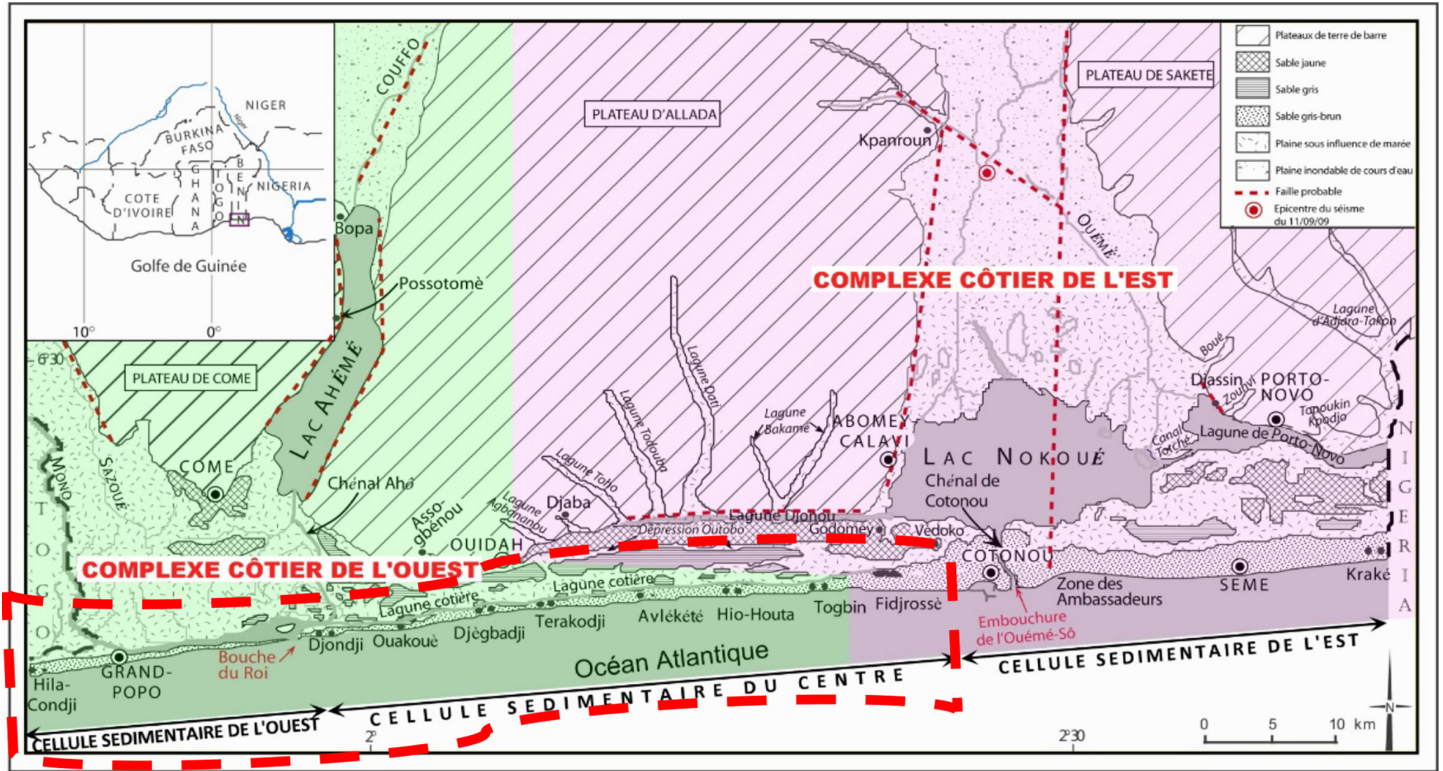 NIGER
Niger
BURKINA
FASO
GHANA
TOGO
BENIN
NIGERIA
COTE
D'IVOIRE
Golfe de Guinée
10°
0°
6°30
COUFFO
PLATEAU D'ALLADA
PLATEAU DE SAKETE
Plateaux de terre de barre
Sable jaune
Sable gris
Sable gris-brun
Plaine sous influence de marée
Plaine inondable de cours d'eau
Faille probable
Epicentre du séisme
du 11/09/09
Kpanroun
Bopa
Possotomè
OUÉMÉ
COMPLEXE CÔTIER DE L'EST
Lagune
d'Adjara-Takon
Boué
PLATEAU DE COME
LAC AHÉMÉ
Lagune Dati
Lagune Todouba
Lagune
Bakamé
Lagune Toho
Lagune
Djaba
ABOMEY
CALAVI
Djassin
Zounvi
PORTO-
NOVO
Canal
Lagune de Porto-Novo
LAC NOKOUÉ
Chénal de
Cotonou
MONO
SAZOUÉ
COME
Chénal Ahô
Asso-
gbénou
OUIDAH
Lagune Djonou
Dépression Outobo
Godomey
Vèdoko
COTONOU
TOGO
NIGERIA
COMPLEXE CÔTIER DE L'OUEST
Lagune cotière
Lagune cotière
Zone des
Ambassadeurs
SEME
Kraké
Hila-
Condji
GRAND-
POPO
Bouche
du Roi
Djondji
Ouakouè
Djègbadji
Terakodji
Avlékété
Hio-Houta
Togbin
Fidjrossè
Embouchure
de l'Ouémé-Sô
Océan Atlantique
CELLULE SEDIMENTAIRE DE L'OUEST
CELLULE SEDIMENTAIRE DU CENTRE
CELLULE SEDIMENTAIRE DE L'EST
2°
2°30
0 5 10 km
N